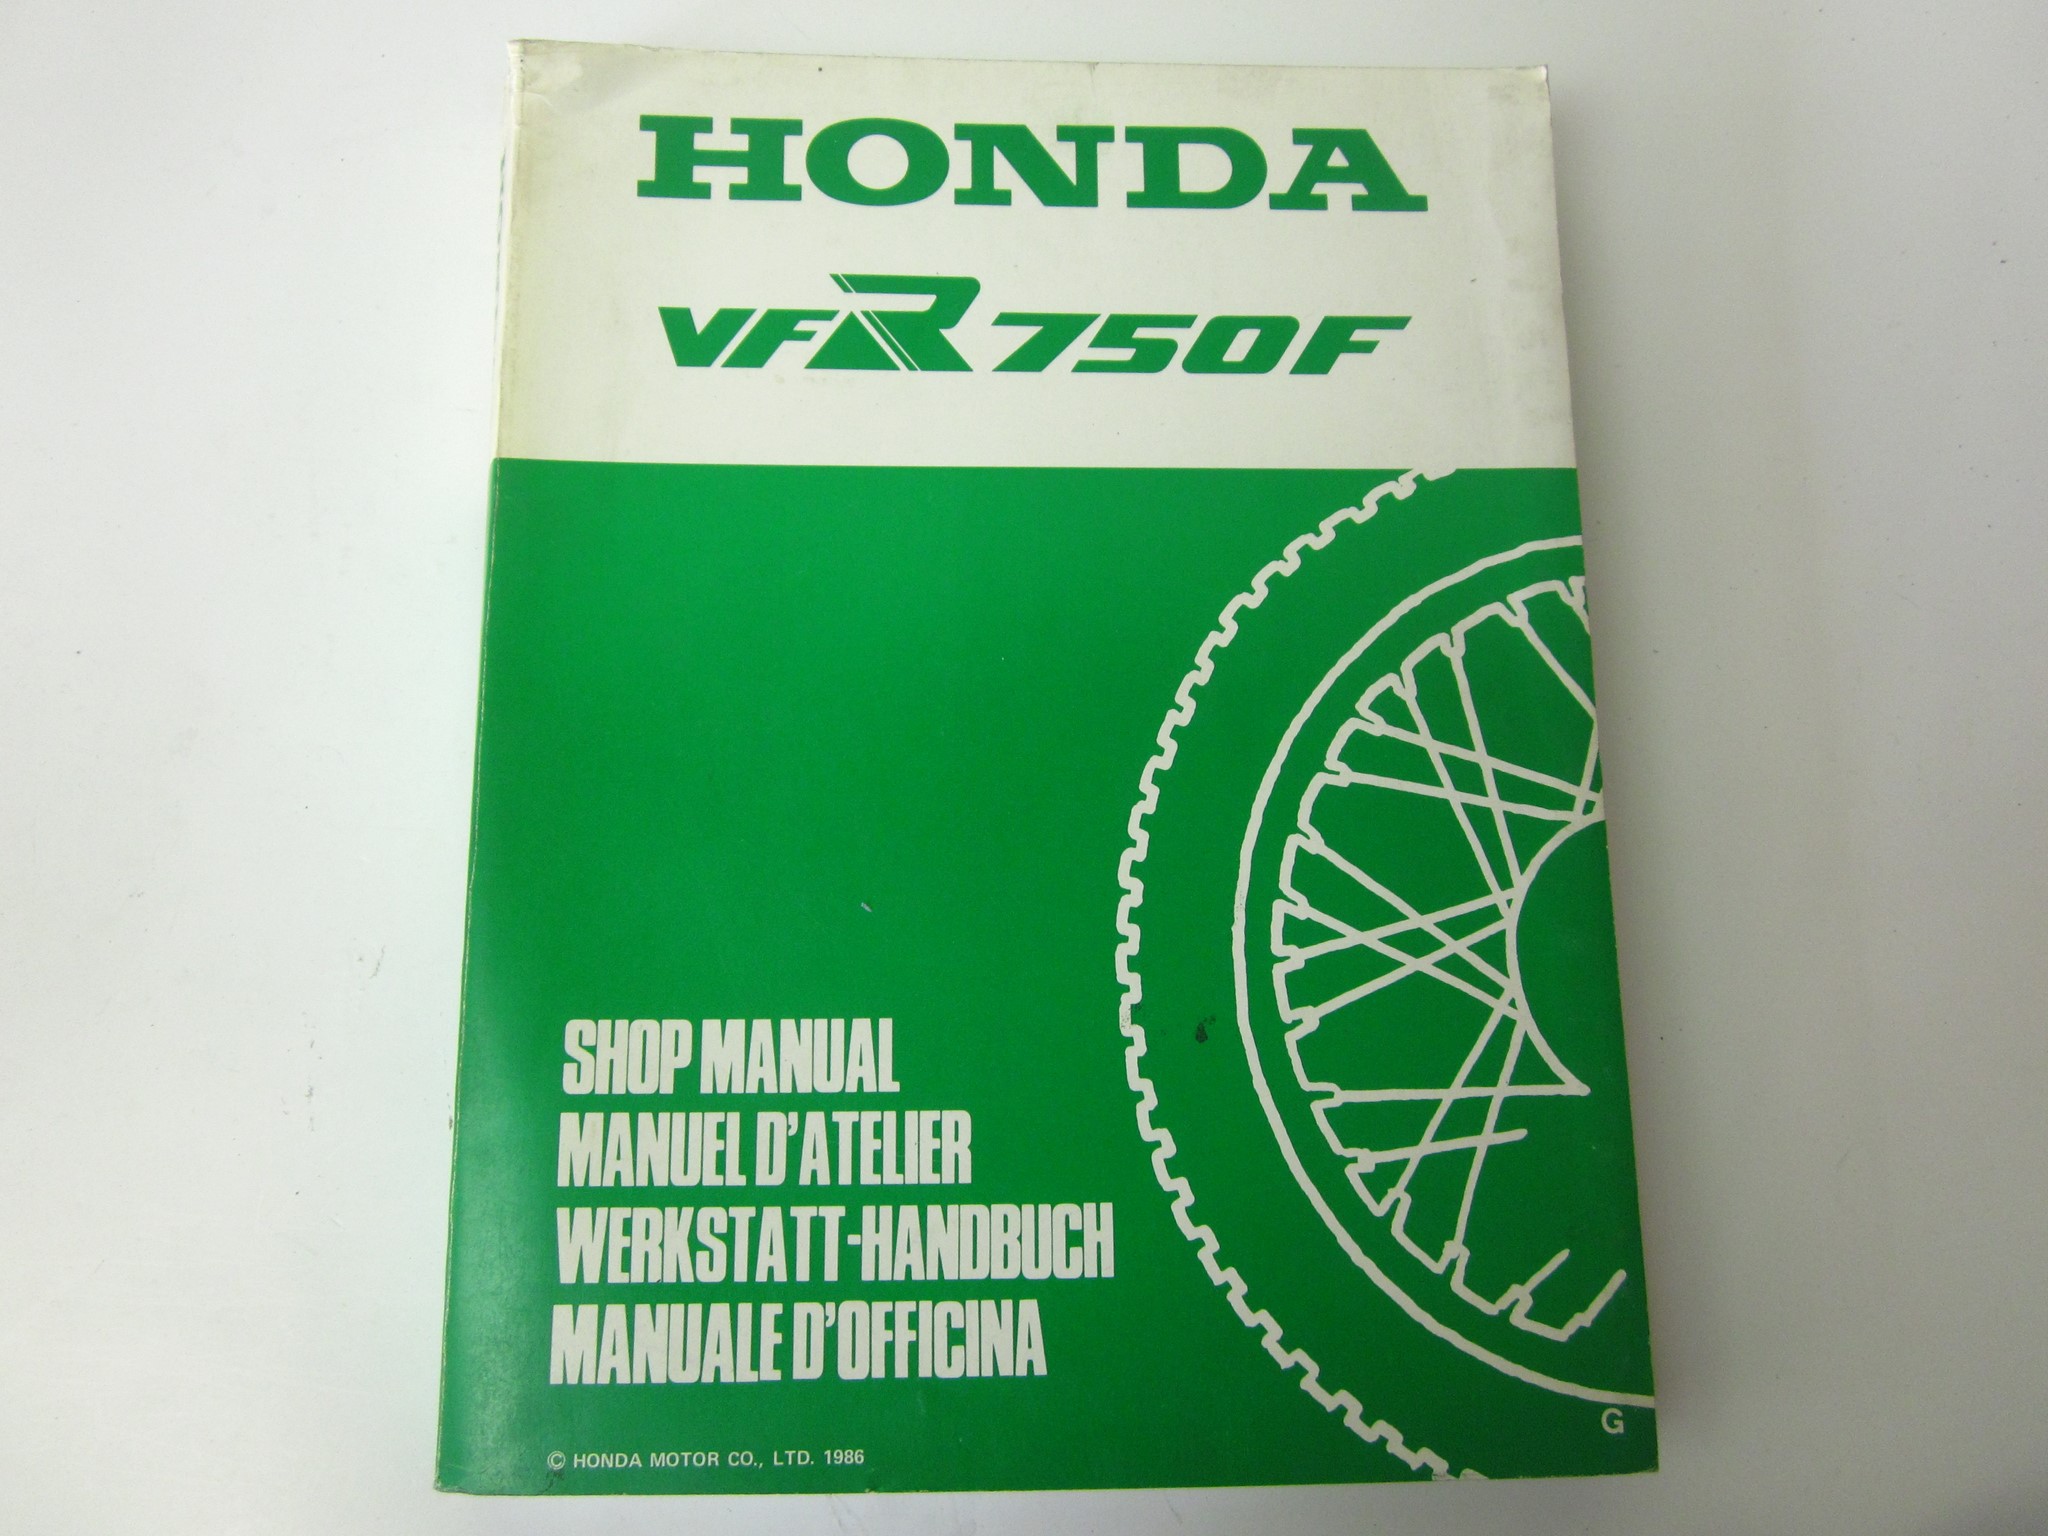 HONDA
VFR750F
SHOP MANUAL
MANUEL D'ATELIER
WERKSTATT-HANDBUCH
MANUALE D'OFFICINA
G
© HONDA MOTOR CO., LTD. 1986